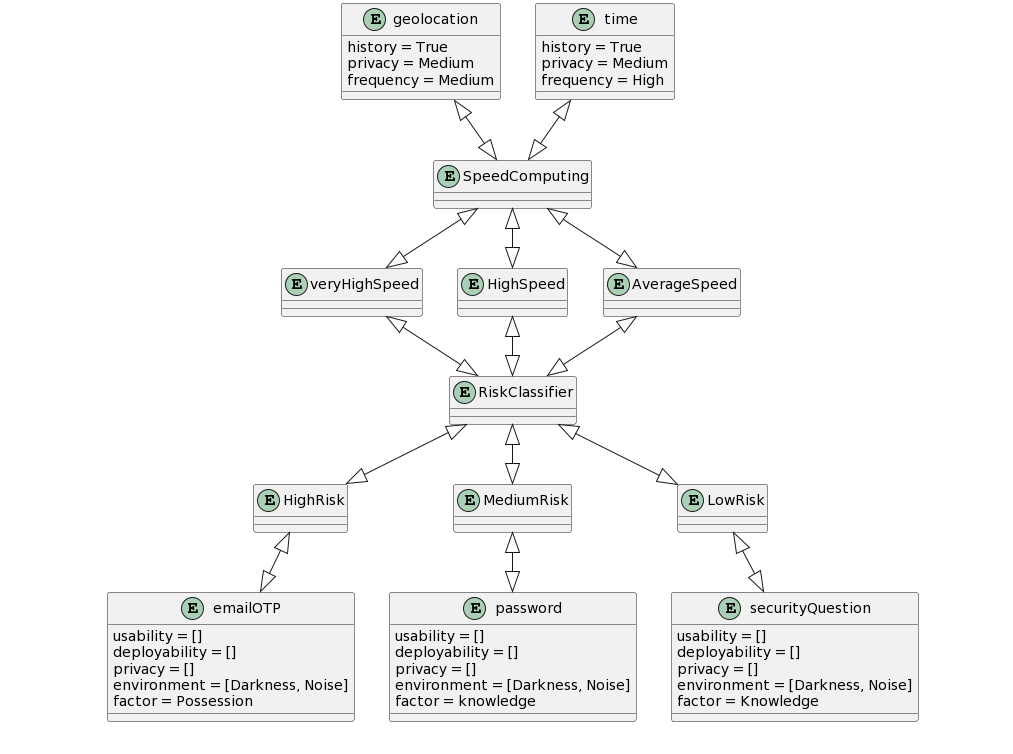 E geolocation
history = True
privacy = Medium
frequency = Medium
E time
history = True
privacy = Medium
frequency = High
E SpeedComputing
E veryHighSpeed
E HighSpeed
E AverageSpeed
E RiskClassifier
E HighRisk
E MediumRisk
E LowRisk
E emailOTP
usability = []
deployability = []
privacy = []
environment = [Darkness, Noise]
factor = Possession
E password
usability = []
deployability = []
privacy = []
environment = [Darkness, Noise]
factor = knowledge
E securityQuestion
usability = []
deployability = []
privacy = []
environment = [Darkness, Noise]
factor = Knowledge